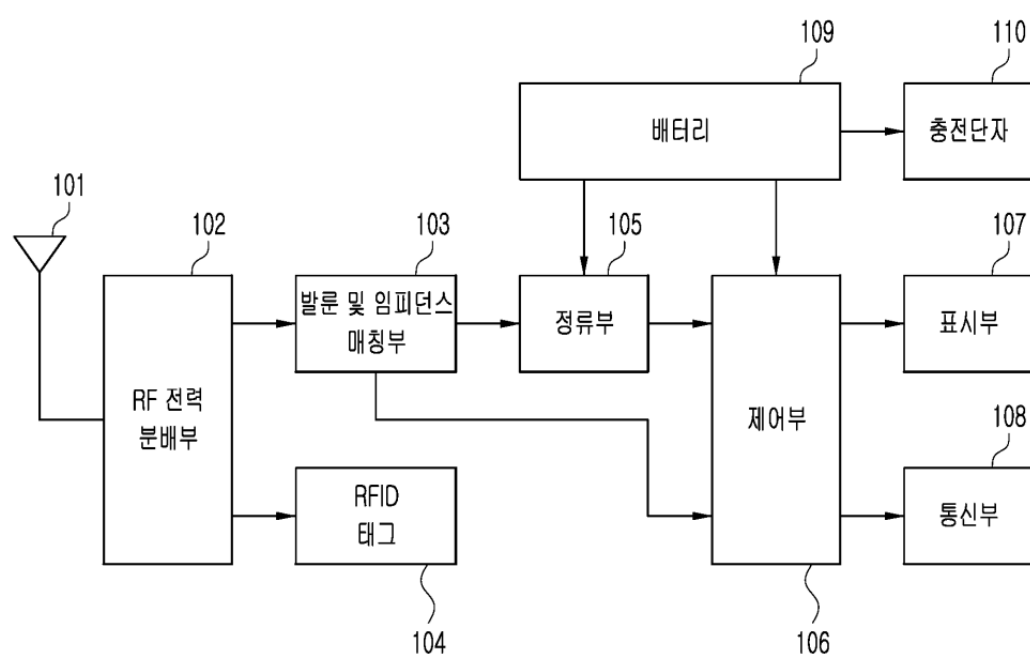 109
110
배터리
충전단자
101
102
103
105
107
발룬 및 임피던스
매칭부
정류부
표시부
RF 전력
분배부
제어부
108
RFID
태그
통신부
104
106